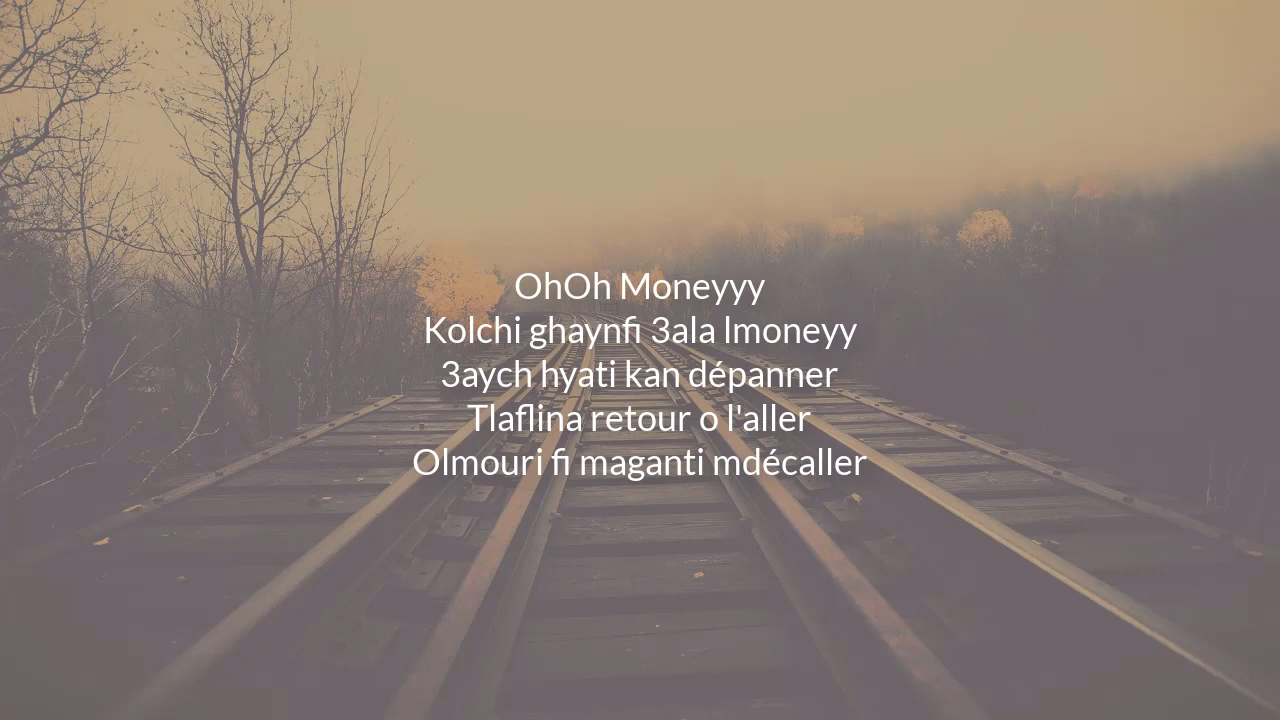 OhOh Moneyyy
Kolchi ghaynfi 3ala lmoneyy
3aych hyati kan dépanner
Tlaflina retour o l'aller
Olmouri fi maganti mdécaller